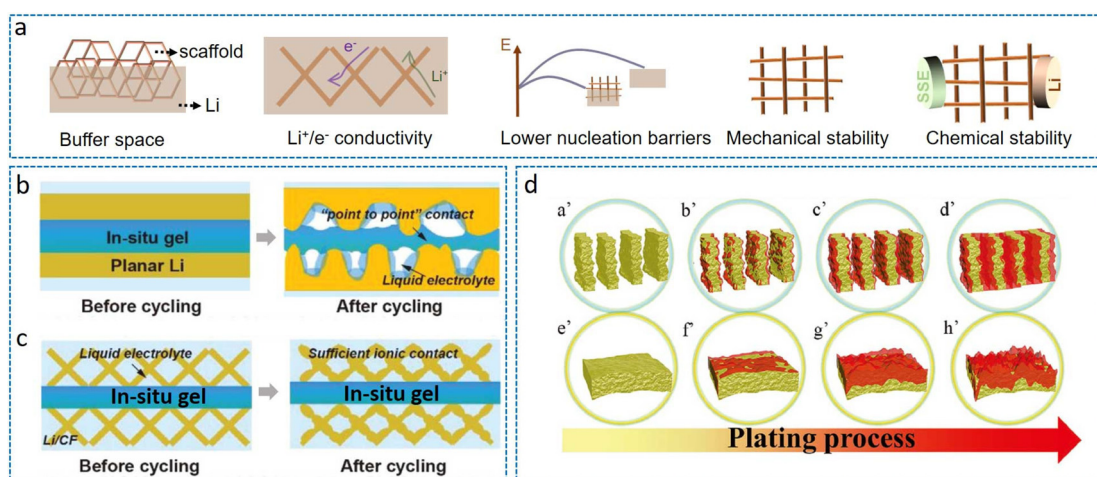 a
scaffold
Li
Buffer space
e-
Li+
Li+/e- conductivity
E
Lower nucleation barriers
Mechanical stability
SSE
Li
Chemical stability
b
In-situ gel
Planar Li
Before cycling
"point to point" contact
Liquid electrolyte
After cycling
c
Liquid electrolyte
In-situ gel
Li/CF
Before cycling
Sufficient ionic contact
In-situ gel
After cycling
d
a’
b’
c’
d’
e’
f’
g’
h’
Plating process